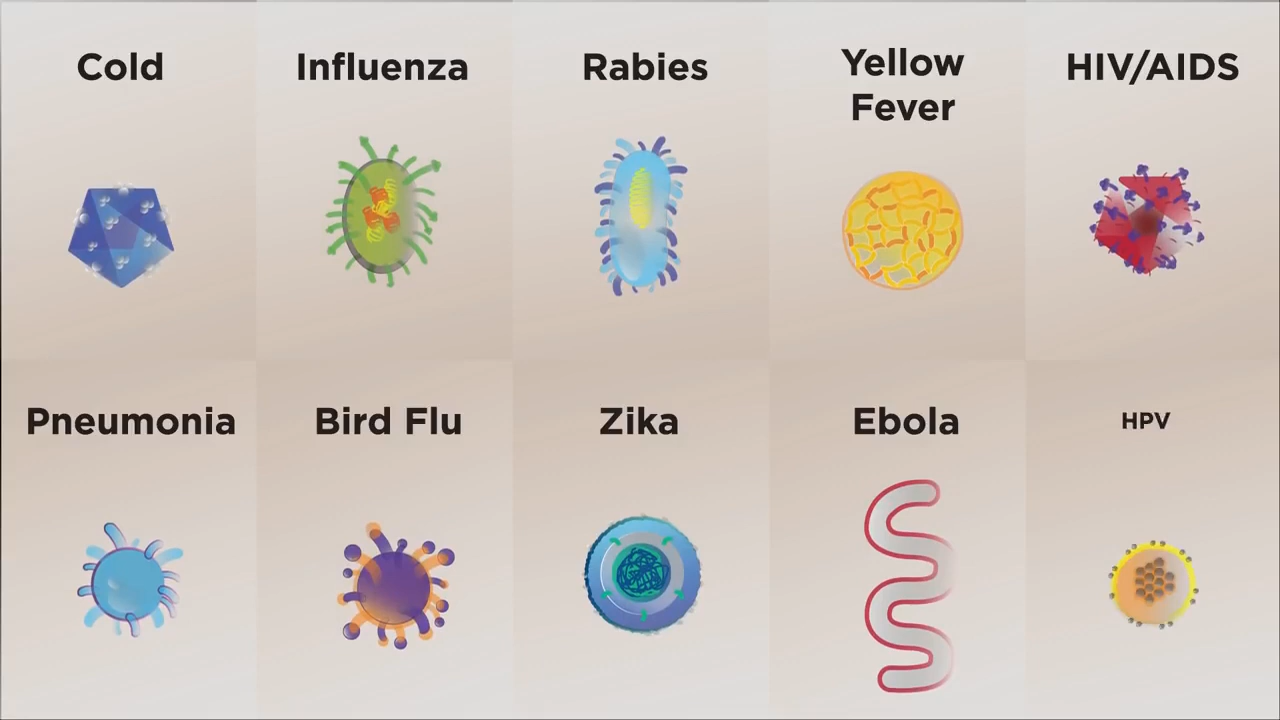 Cold
Influenza
Rabies
Yellow
Fever
HIV/AIDS
Pneumonia
Bird Flu
Zika
Ebola
HPV